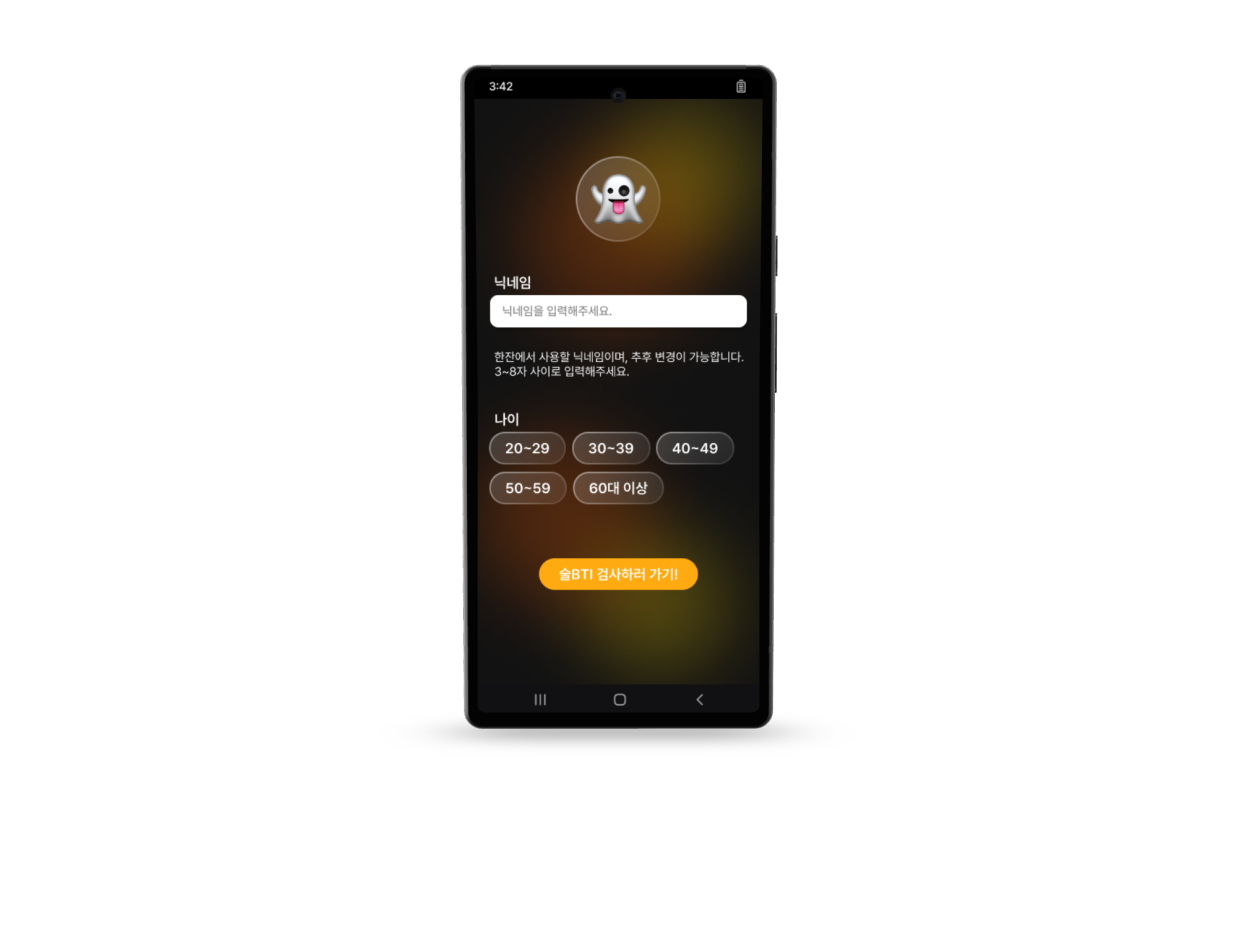 3:42
닉네임
닉네임을 입력해주세요.
한잔에서 사용할 닉네임이며, 추후 변경이 가능합니다.
3~8자 사이로 입력해주세요.
나이
20~29 30~39 40~49
50~59 60대 이상
술BTI 검사하러 가기!